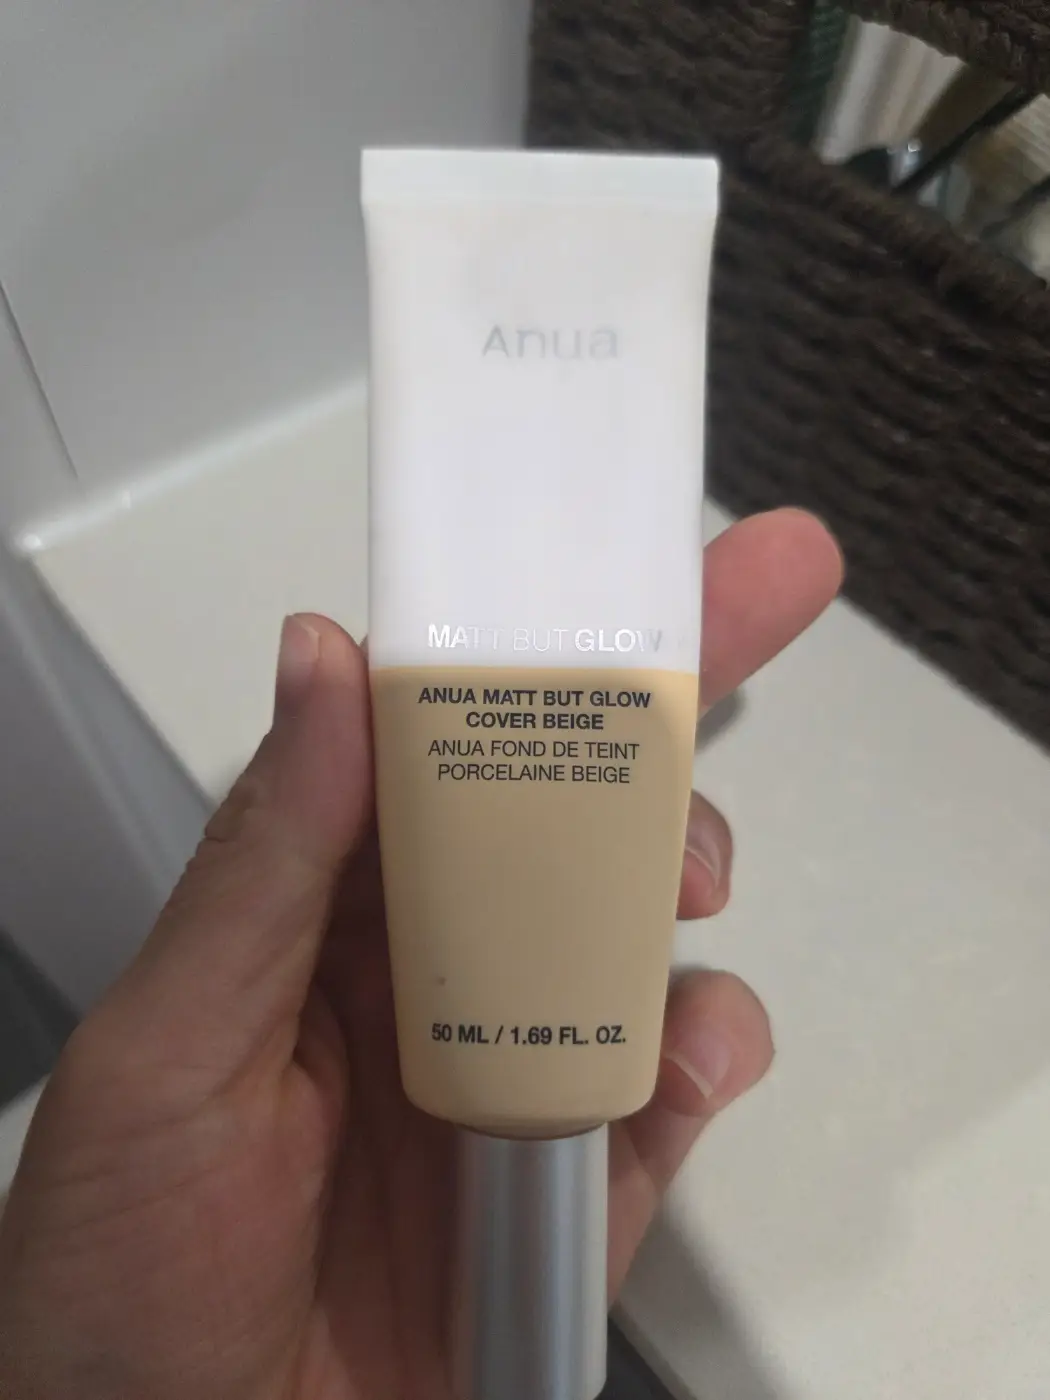 Anua
MATT BUT GLOW
ANUA MATT BUT GLOW
COVER BEIGE
ANUA FOND DE TEINT
PORCELAINE BEIGE
50 ML / 1.69 FL. OZ.